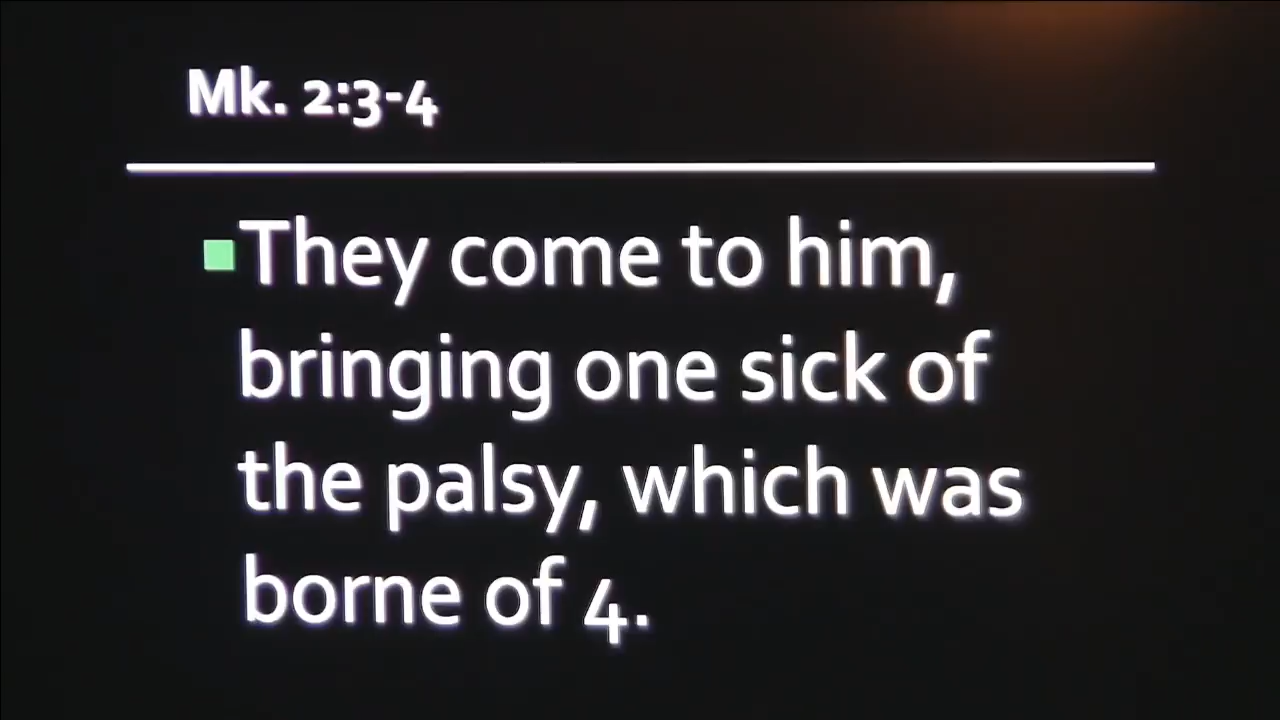 Mk. 2:3-4
They come to him,
bringing one sick of
the palsy, which was
borne of 4.